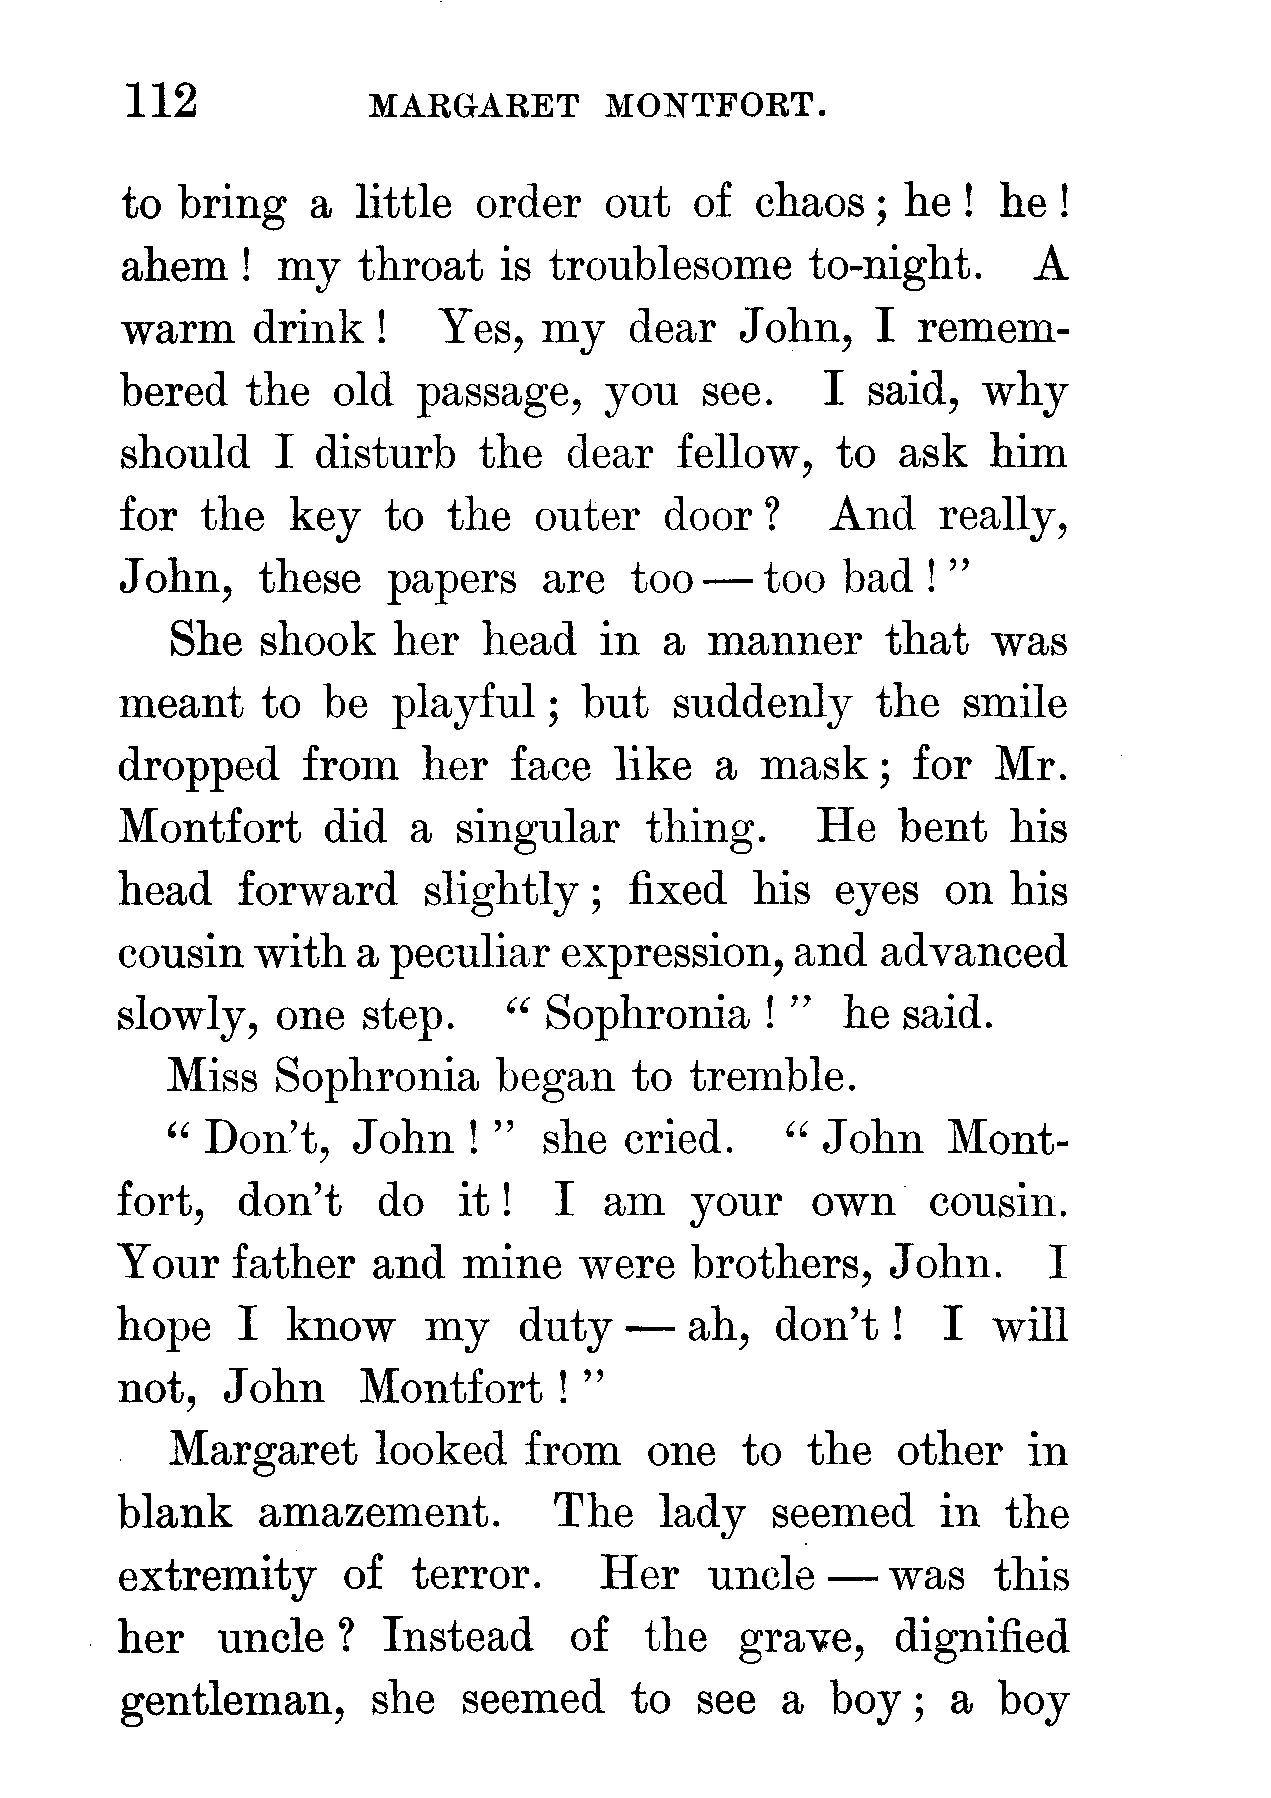 112 MARGARET MONTFORT.
to bring a little order out of chaos; he! he!
ahem! my throat is troublesome to-night. A
warm drink! Yes, my dear John, I remem-
bered the old passage, you see. I said, why
should I disturb the dear fellow, to ask him
for the key to the outer door? And really,
John, these papers are too — too bad!”
She shook her head in a manner that was
meant to be playful; but suddenly the smile
dropped from her face like a mask; for Mr.
Montfort did a singular thing. He bent his
head forward slightly; fixed his eyes on his
cousin with a peculiar expression, and advanced
slowly, one step. “Sophronia!” he said.
Miss Sophronia began to tremble.
“Don’t, John!” she cried. “John Mont-
fort, don’t do it! I am your own cousin.
Your father and mine were brothers, John. I
hope I know my duty — ah, don’t! I will
not, John Montfort!”
Margaret looked from one to the other in
blank amazement. The lady seemed in the
extremity of terror. Her uncle — was this
her uncle? Instead of the grave, dignified
gentleman, she seemed to see a boy; a boy